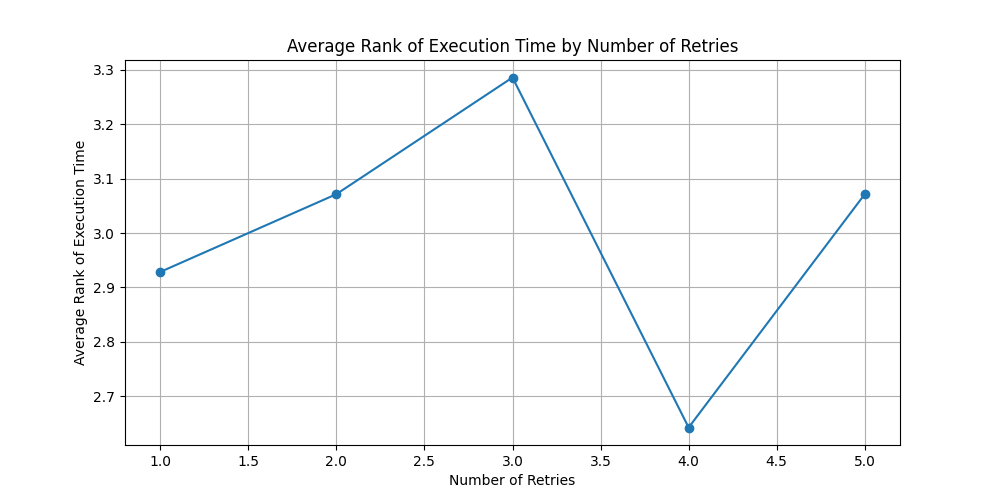 Average Rank of Execution Time by Number of Retries
3.3
3.2
3.1
3.0
2.9
2.8
2.7
Average Rank of Execution Time
1.0 1.5 2.0 2.5 3.0 3.5 4.0 4.5 5.0
Number of Retries